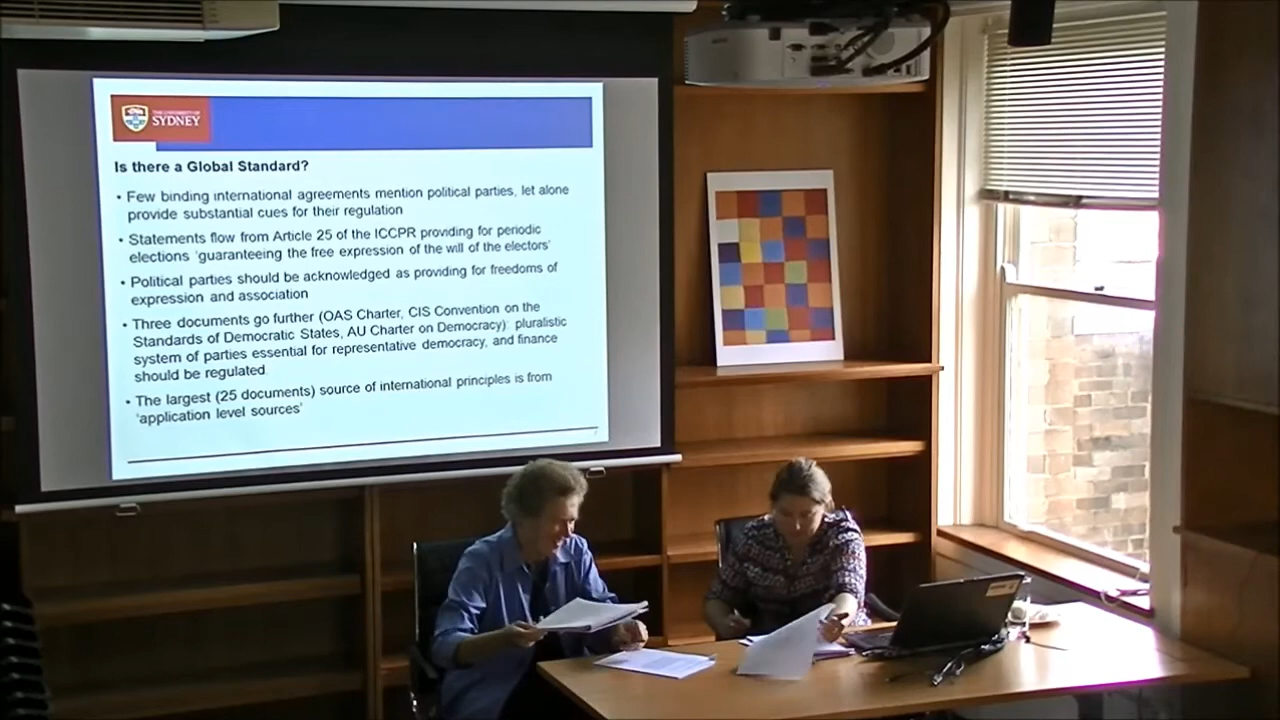 THE UNIVERSITY OF
SYDNEY
Is there a Global Standard?
• Few binding international agreements mention political parties, let alone
provide substantial cues for their regulation
• Statements flow from Article 25 of the ICCPR providing for periodic
elections 'guaranteeing the free expression of the will of the electors'
• Political parties should be acknowledged as providing for freedoms of
expression and association
• Three documents go further (OAS Charter, CIS Convention on the
Standards of Democratic States, AU Charter on Democracy): pluralistic
system of parties essential for representative democracy, and finance
should be regulated.
• The largest (25 documents) source of international principles is from
'application level sources'